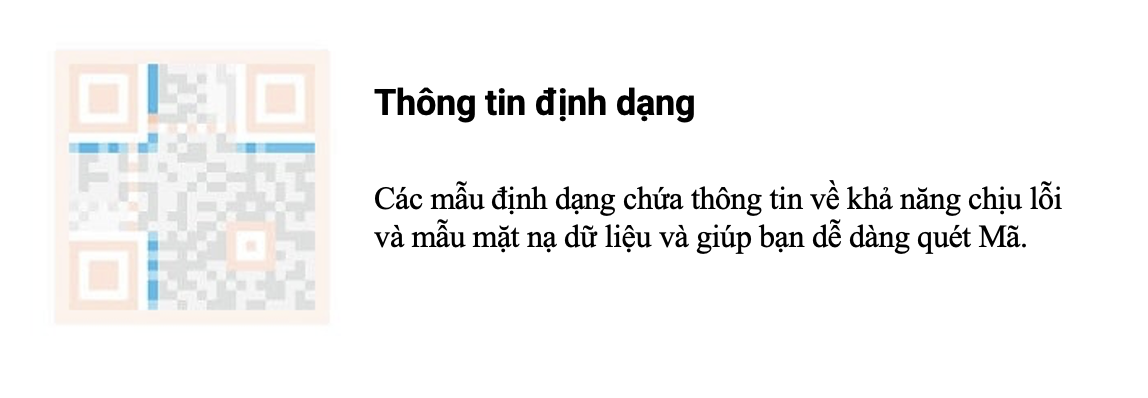 Thông tin định dạng
Các mẫu định dạng chứa thông tin về khả năng chịu lỗi
và mẫu mặt nạ dữ liệu và giúp bạn dễ dàng quét Mã.